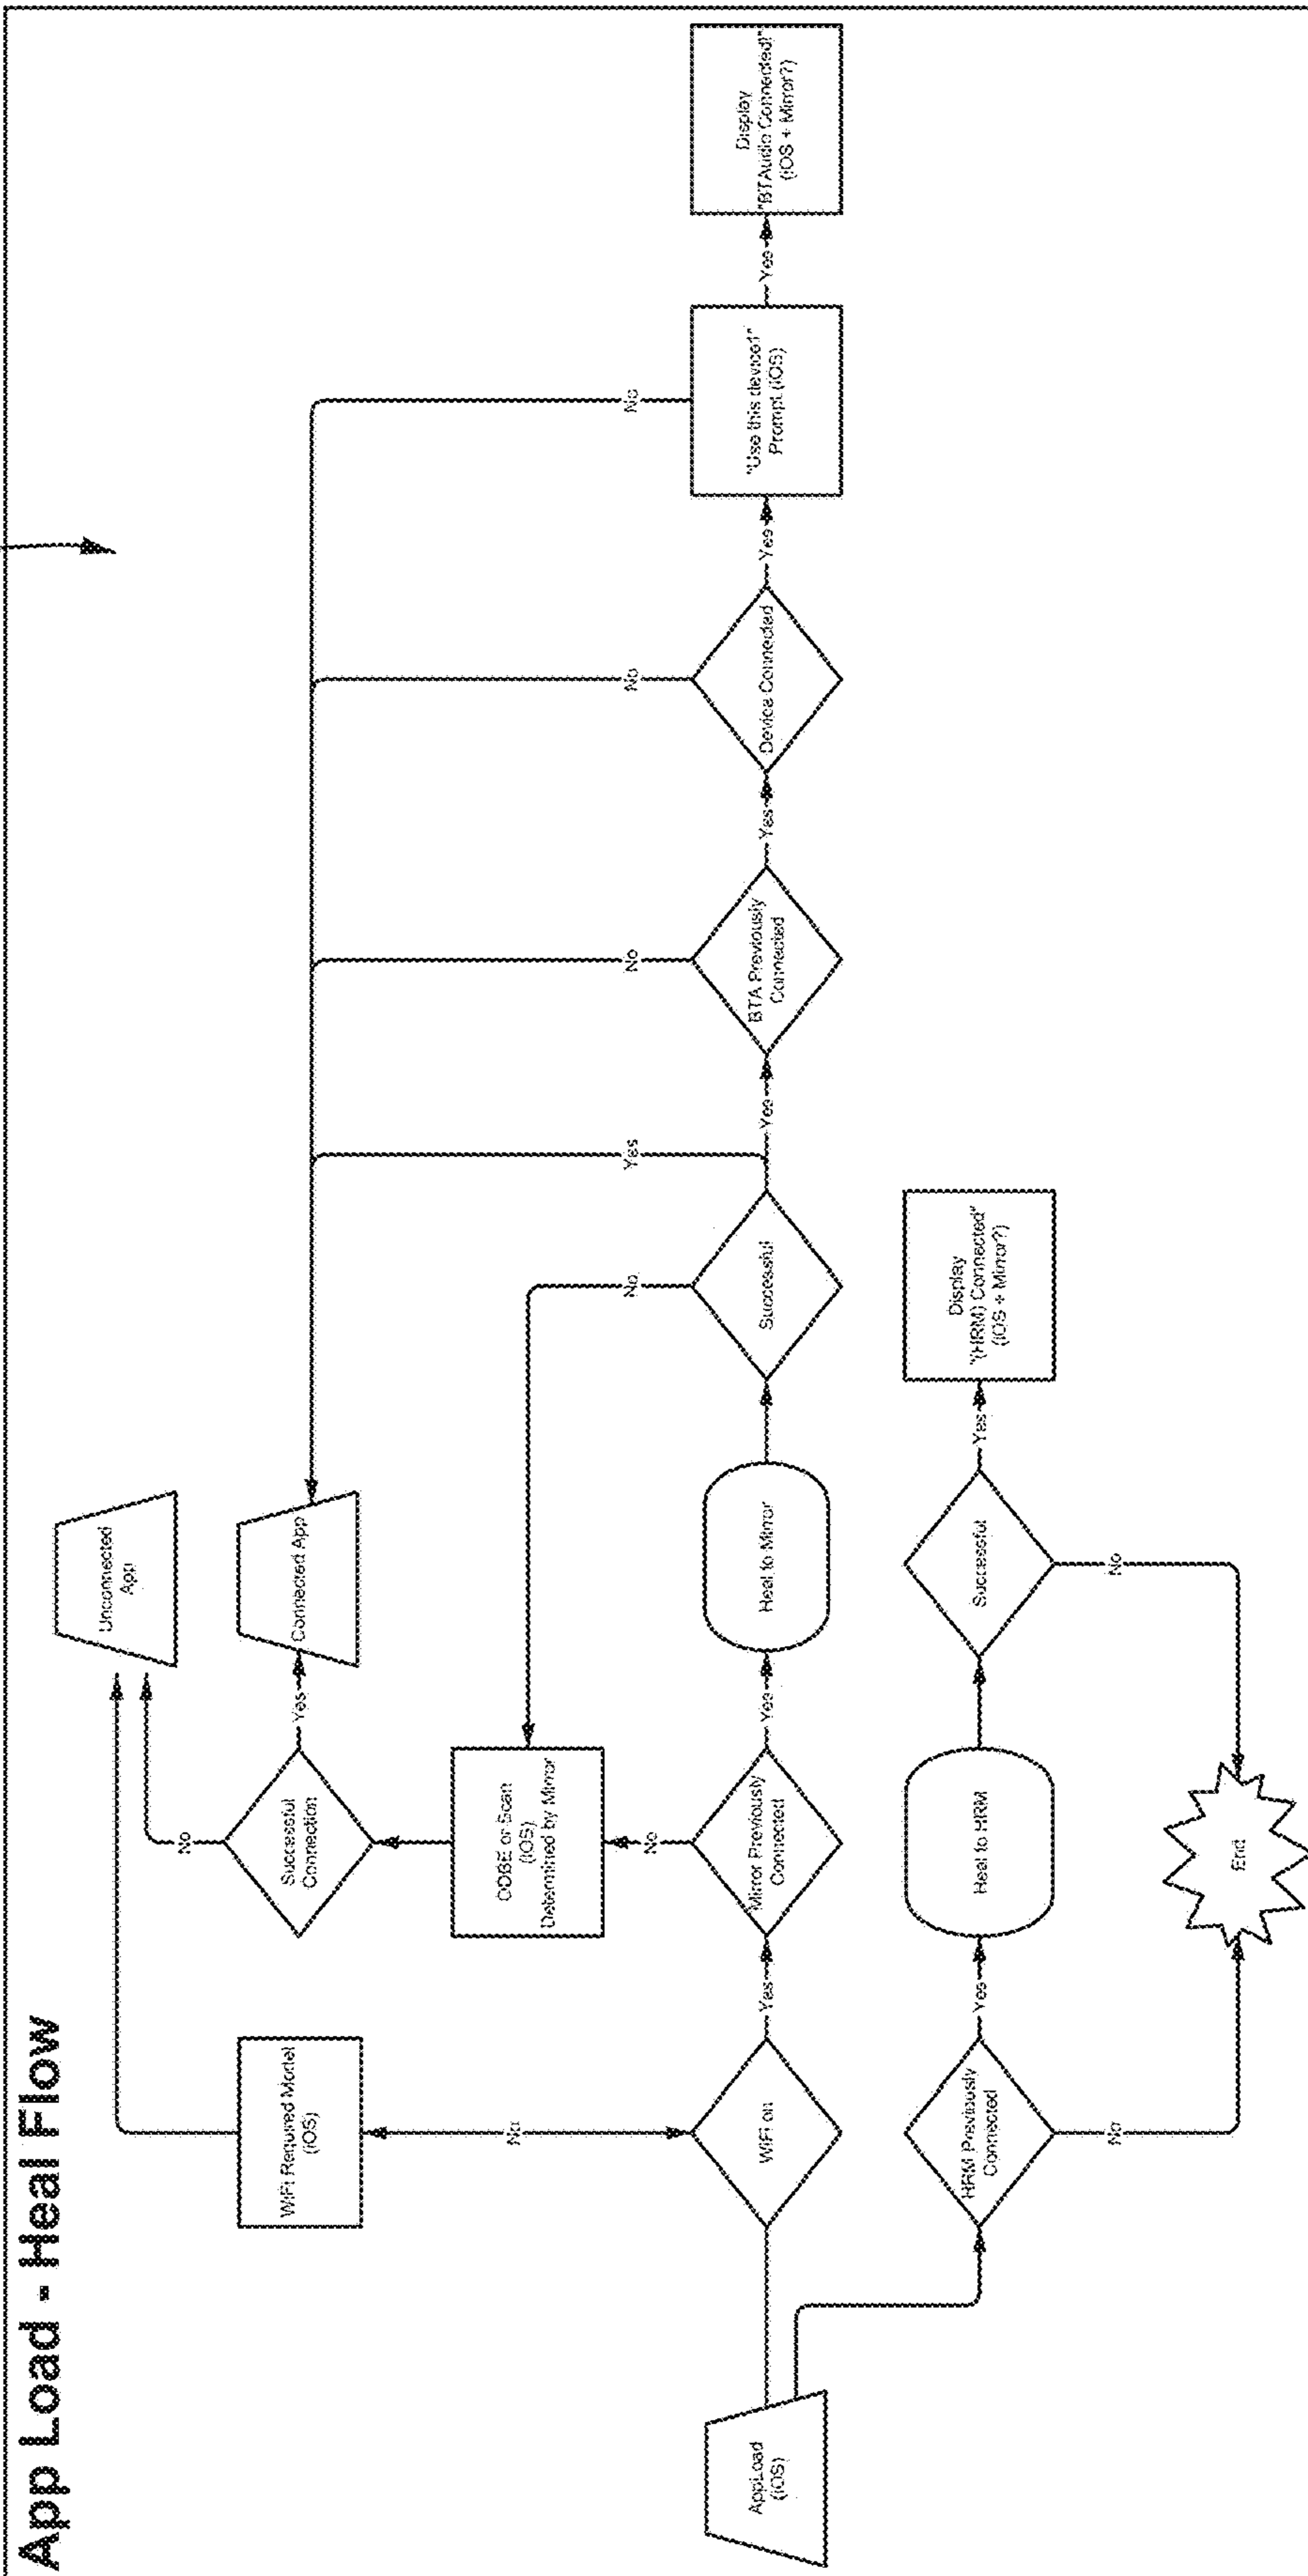 App Load - Heal Flow
Unconnected
App
WiFi Required Model
(iOS)
No
Successful
Connection
Yes
Connected App
OOBE or Scan
(iOS)
Determined by Mirror
No
No
Yes
No
No
No
AppLoad
(iOS)
No
WiFi on
Yes
Mirror Previously
Connected
Yes
Heal to Mirror
Successful
Yes
BTA Previously
Connected
Yes
Device Connected
Yes
"Use this device?"
Prompt (iOS)
Yes
Display
"BTAudio Connected)"
(iOS + Mirror?)
HRM Previously
Connected
Yes
Heal to HRM
Successful
Yes
Display
"(HRM) Connected"
(iOS + Mirror?)
No
No
End